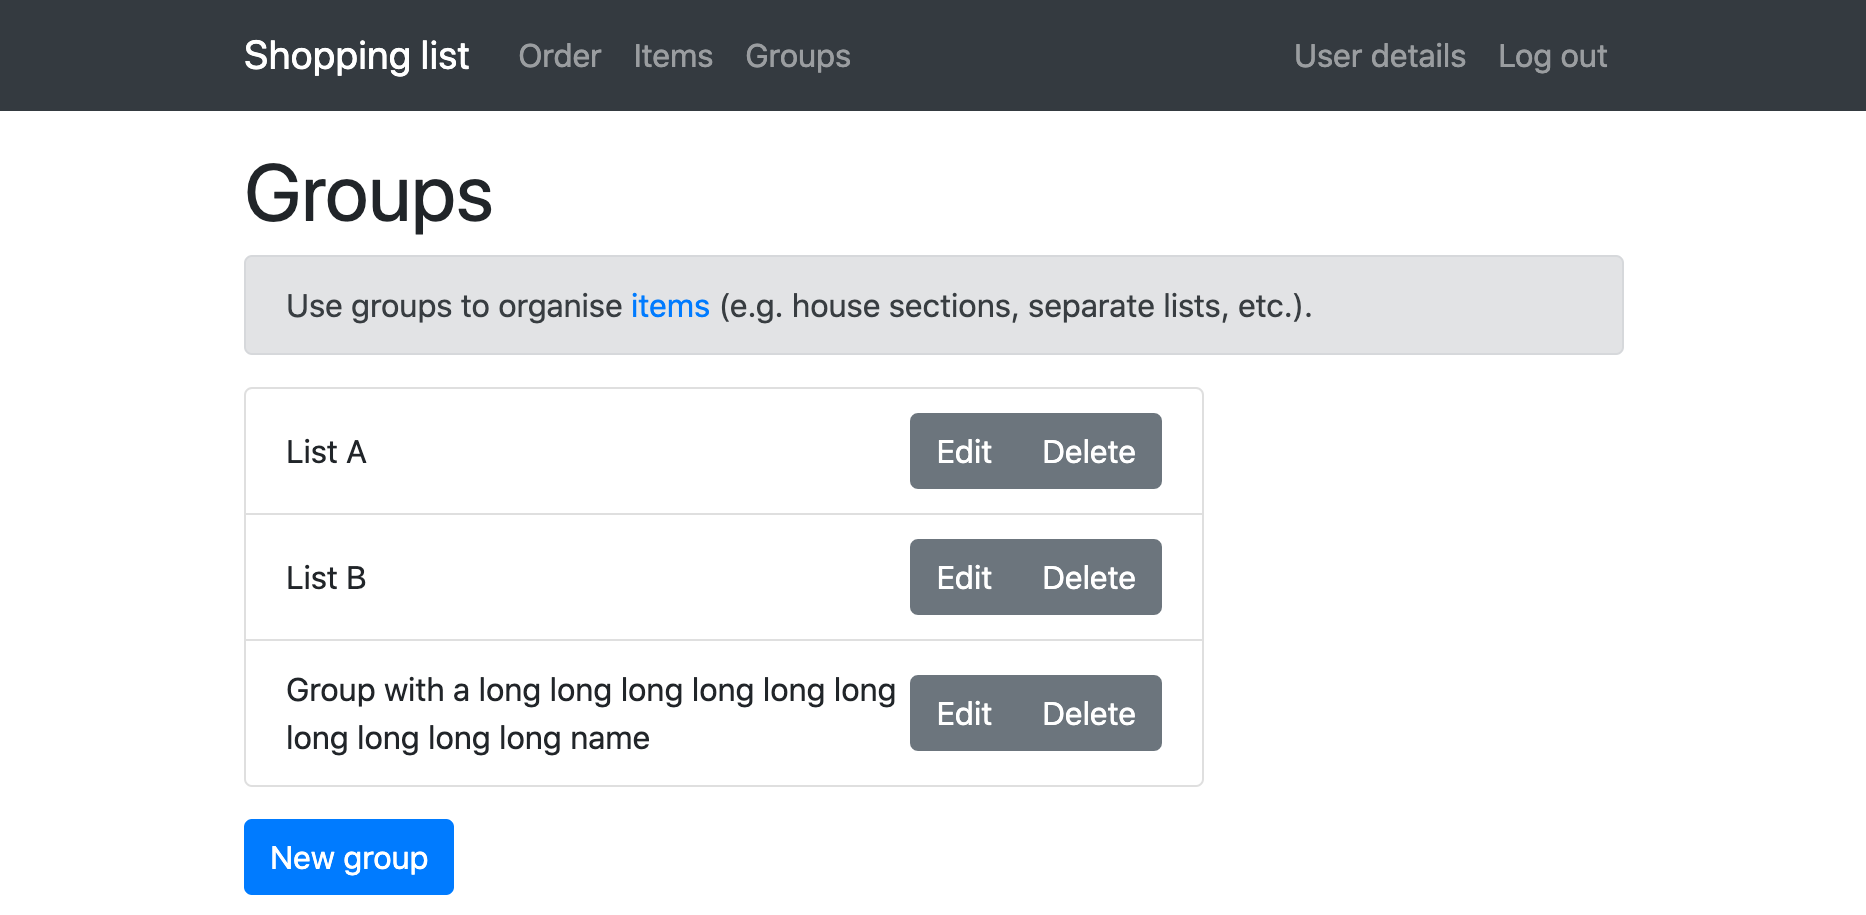 Shopping list Order Items Groups User details Log out
Groups
Use groups to organise items (e.g. house sections, separate lists, etc.).
List A Edit Delete
List B Edit Delete
Group with a long long long long long long
long long long long name
Edit Delete
New group